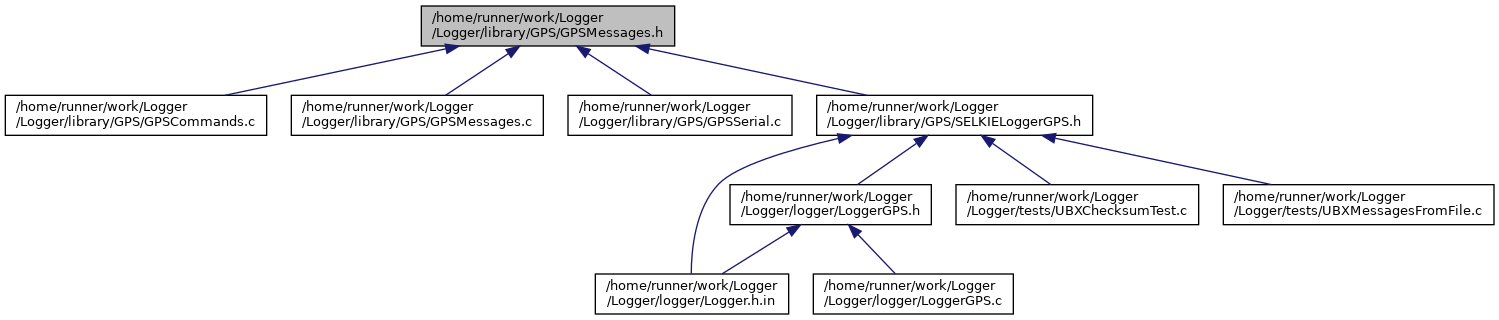 /home/runner/work/Logger
/Logger/library/GPS/GPSMessages.h
/home/runner/work/Logger
/Logger/library/GPS/GPSCommands.c
/home/runner/work/Logger
/Logger/library/GPS/GPSMessages.c
/home/runner/work/Logger
/Logger/library/GPS/GPSSerial.c
/home/runner/work/Logger
/Logger/library/GPS/SELKIELoggerGPS.h
/home/runner/work/Logger
/Logger/logger/LoggerGPS.h
/home/runner/work/Logger
/Logger/tests/UBXChecksumTest.c
/home/runner/work/Logger
/Logger/tests/UBXMessagesFromFile.c
/home/runner/work/Logger
/Logger/logger/Logger.h.in
/home/runner/work/Logger
/Logger/logger/LoggerGPS.c